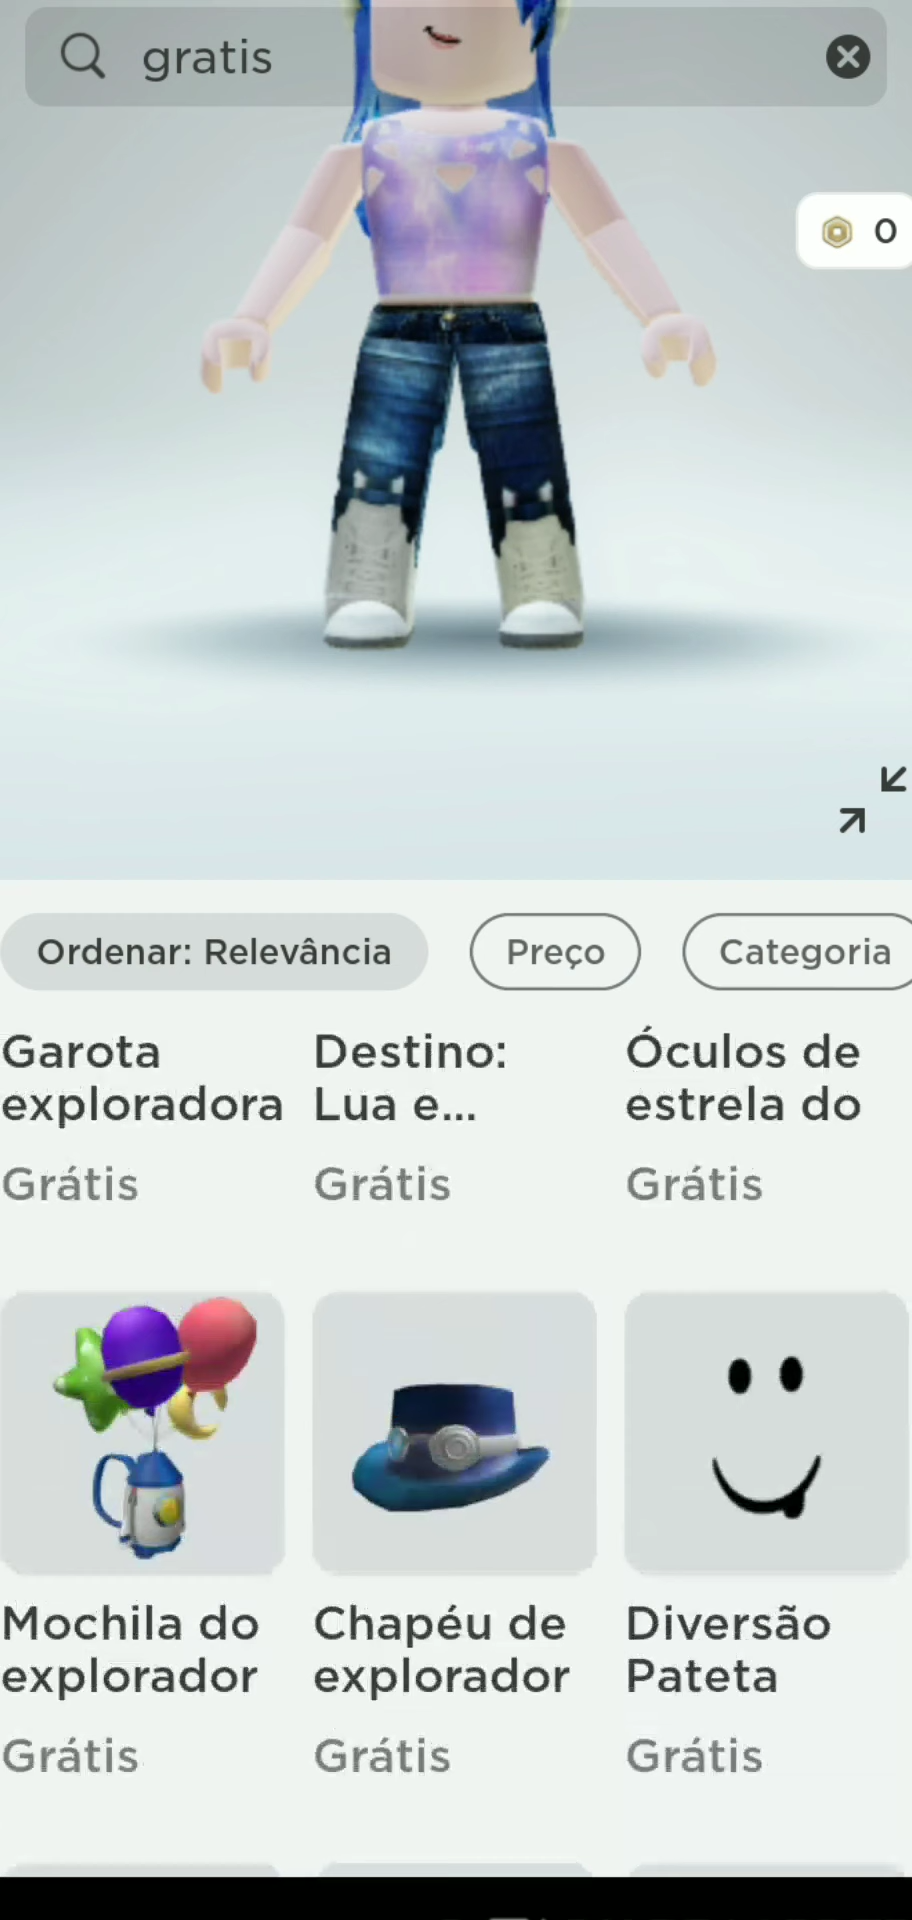 gratis
0
Ordenar: Relevância
Preço
Categoria
Garota
exploradora
Grátis
Destino:
Lua e...
Grátis
Óculos de
estrela do
Grátis
Mochila do
explorador
Grátis
Chapéu de
explorador
Grátis
Diversão
Pateta
Grátis